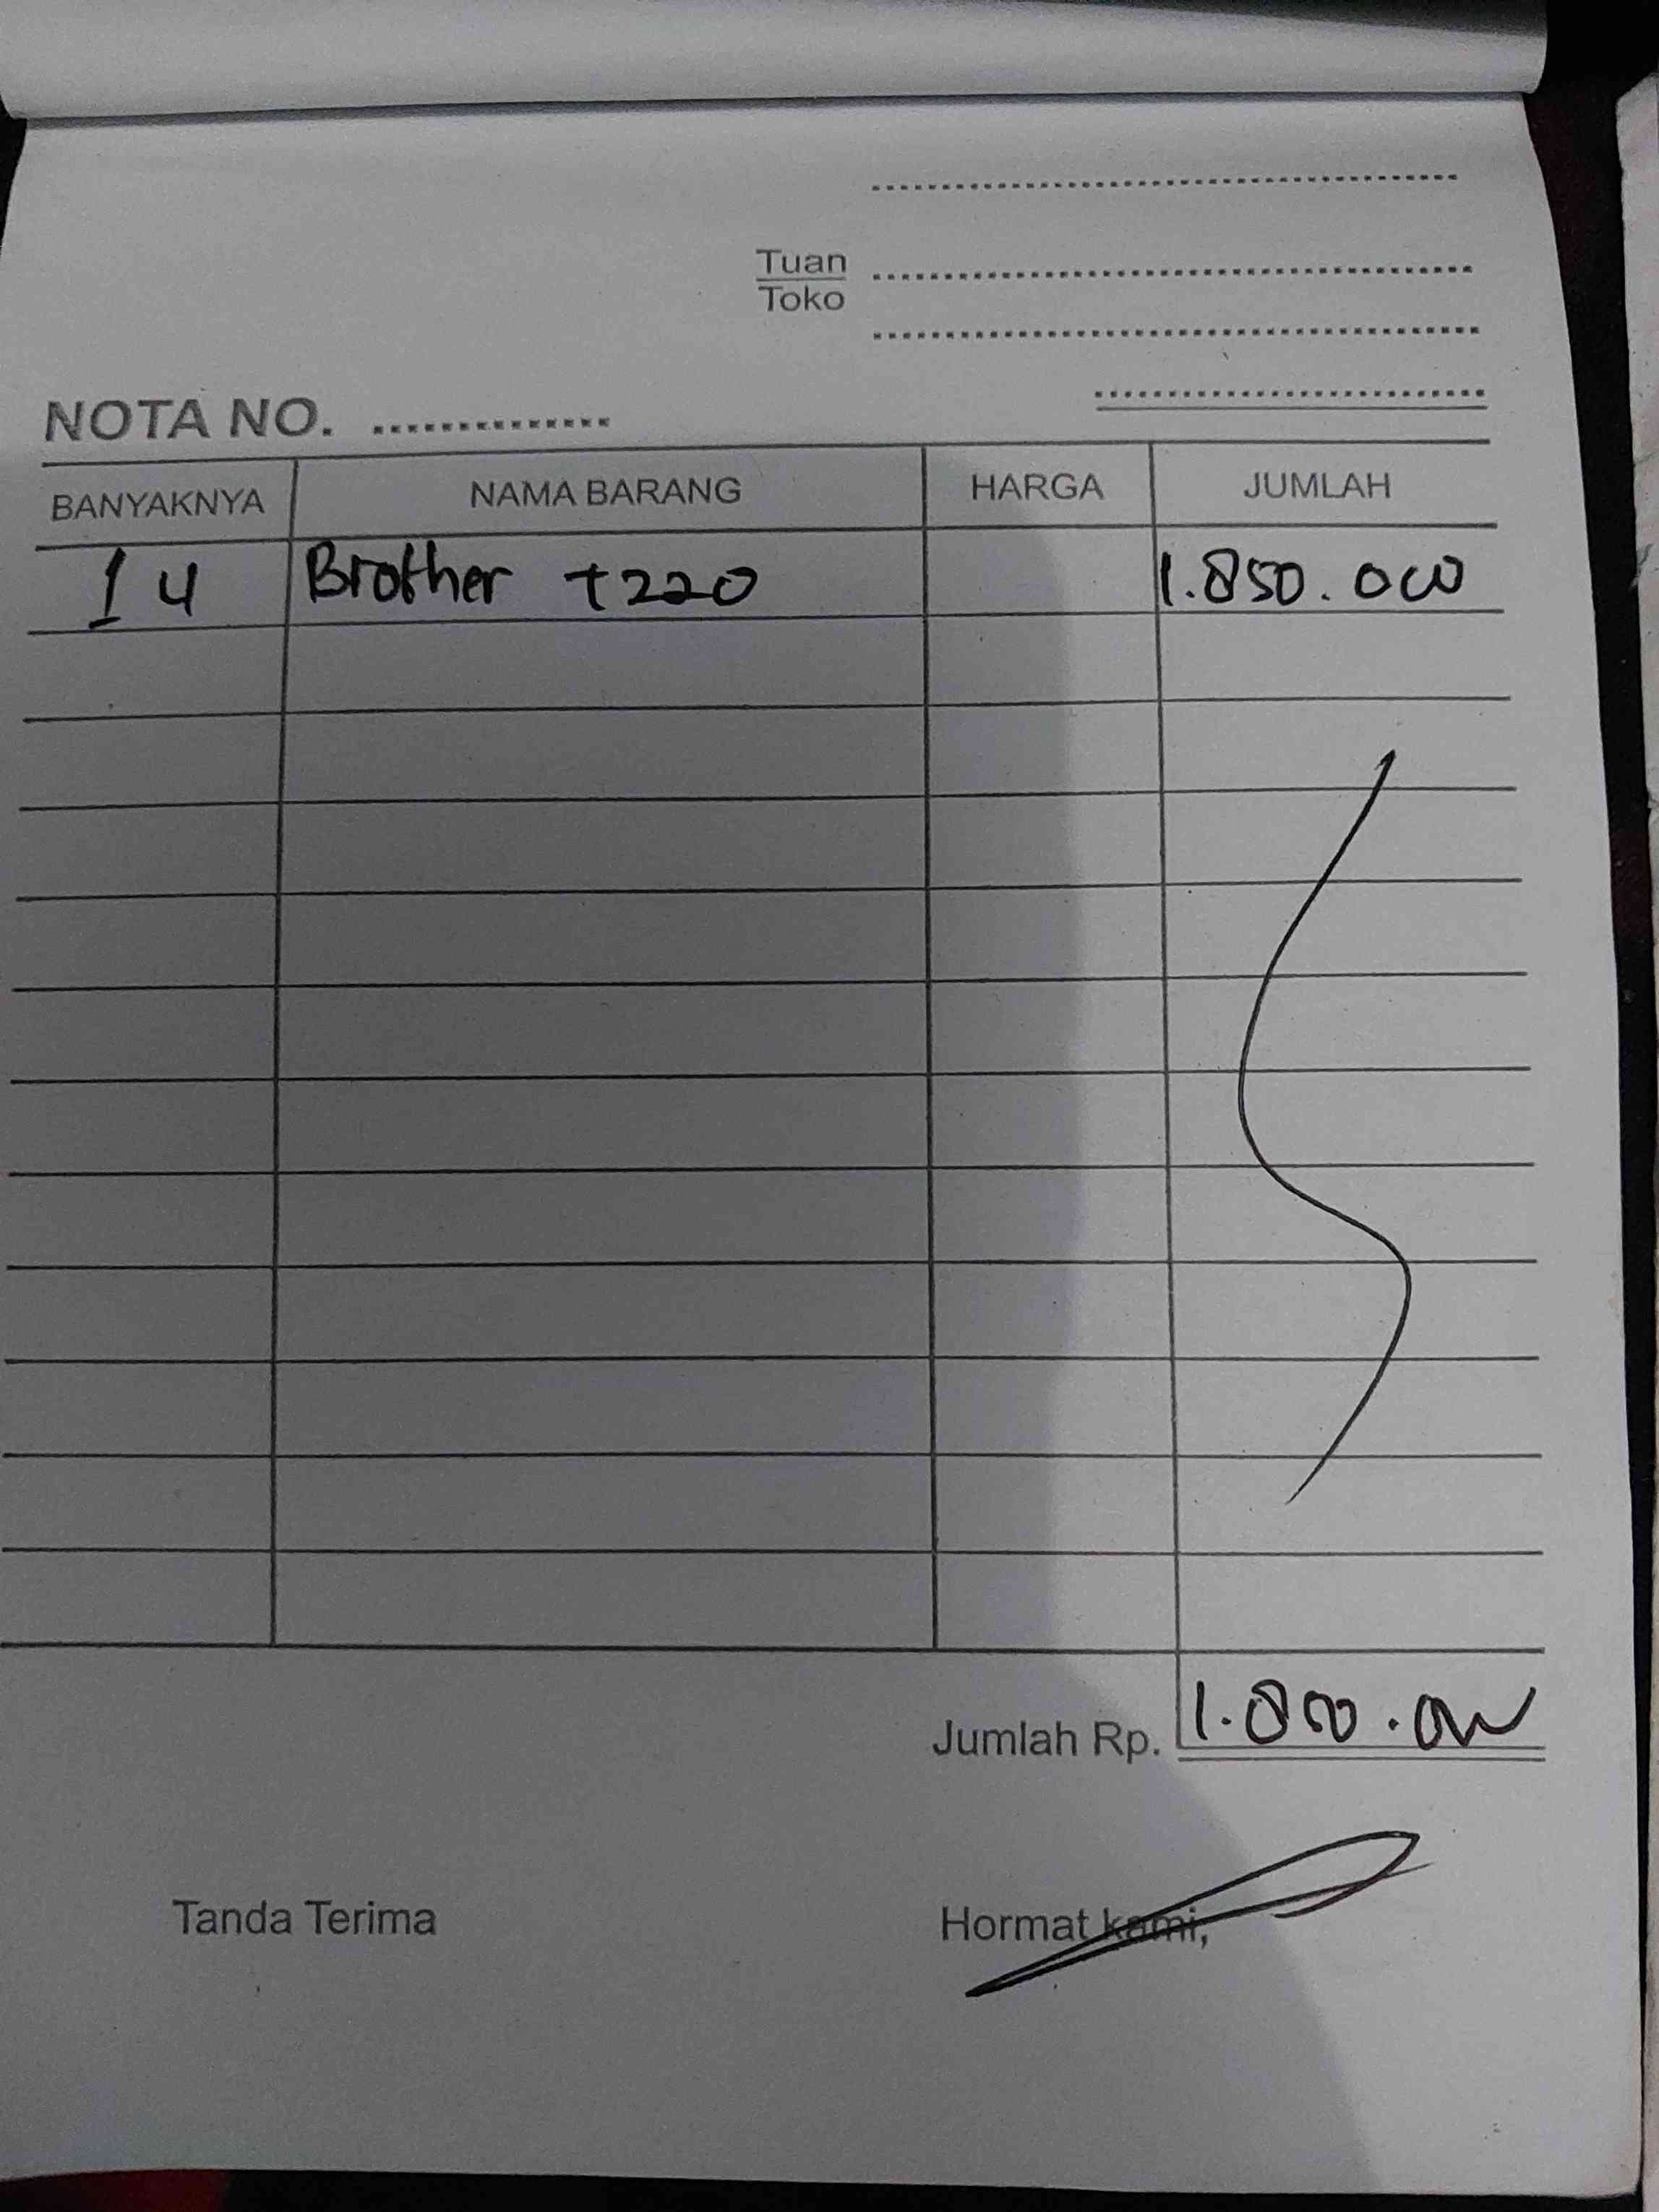 Tuan
Toko
NOTA NO.
BANYAKNYA NAMA BARANG HARGA JUMLAH
1 u Brother T220 1.850.000
Jumlah Rp. 1.850.000
Tanda Terima Hormat kami,